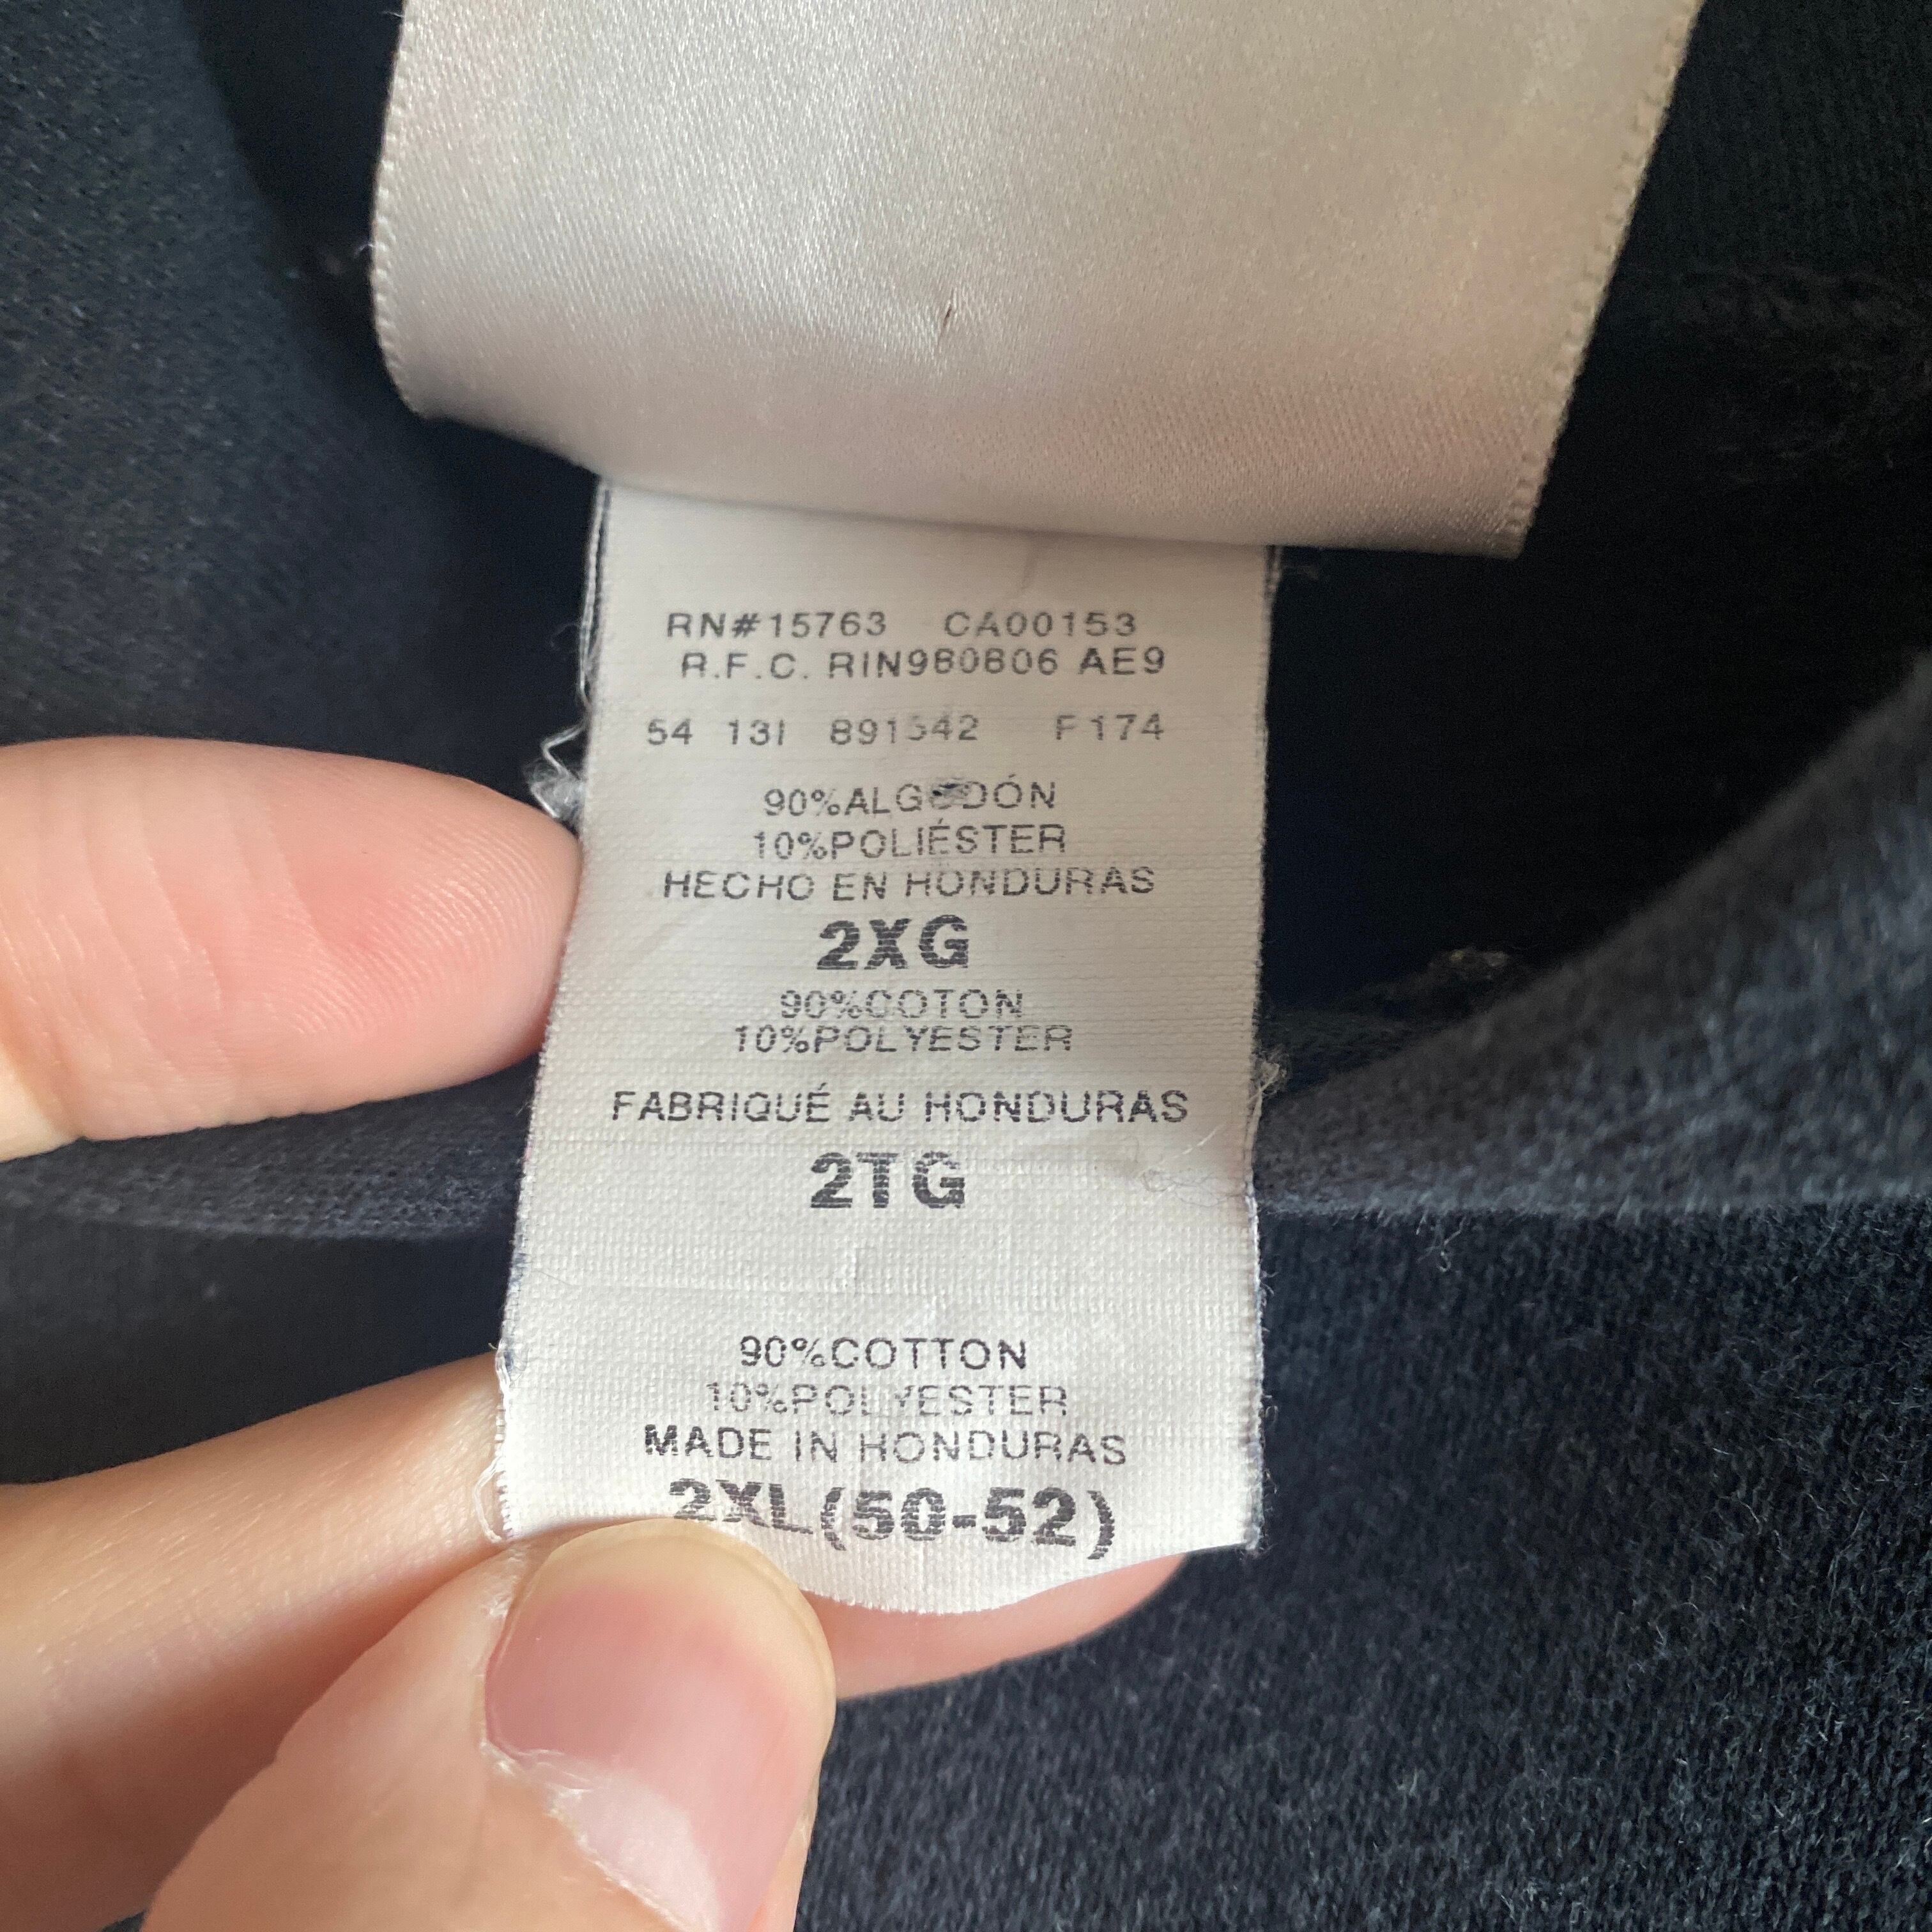 RN#15763 CA00153
R.F.C. RIN980806 AE9
54 13I 891542 F174
90%ALGODÓN
10%POLIÉSTER
HECHO EN HONDURAS
2XG
90%COTON
10%POLYESTER
FABRIQUÉ AU HONDURAS
2TG
90%COTTON
10%POLYESTER
MADE IN HONDURAS
2XL(50-52)